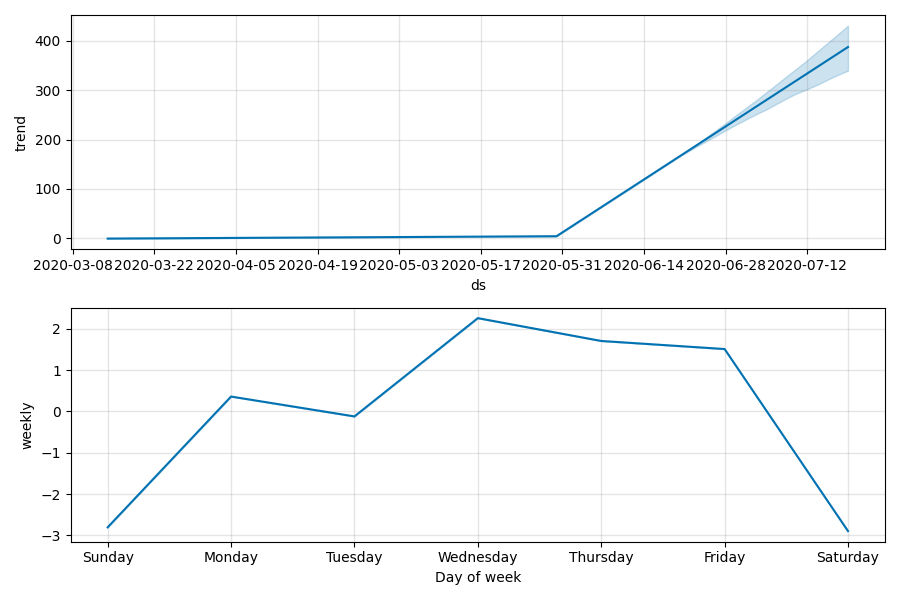 400
300
200
100
0
trend
2020-03-08 2020-03-22 2020-04-05 2020-04-19 2020-05-03 2020-05-17 2020-05-31 2020-06-14 2020-06-28 2020-07-12
ds
2
1
0
−1
−2
−3
weekly
Sunday Monday Tuesday Wednesday Thursday Friday Saturday
Day of week